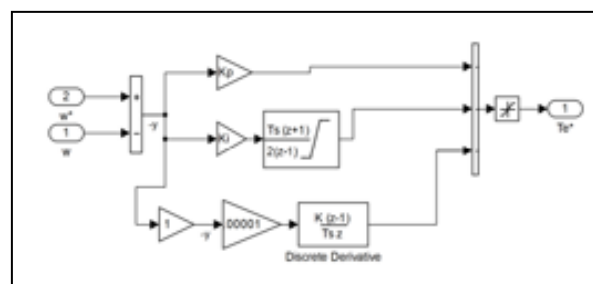 Kp
2
w*
+
-y
1
w
-
Ki
Ts (z+1)
2(z-1)
1
Te*
1
-y
00001
K (z-1)
Ts z
Discrete Derivative